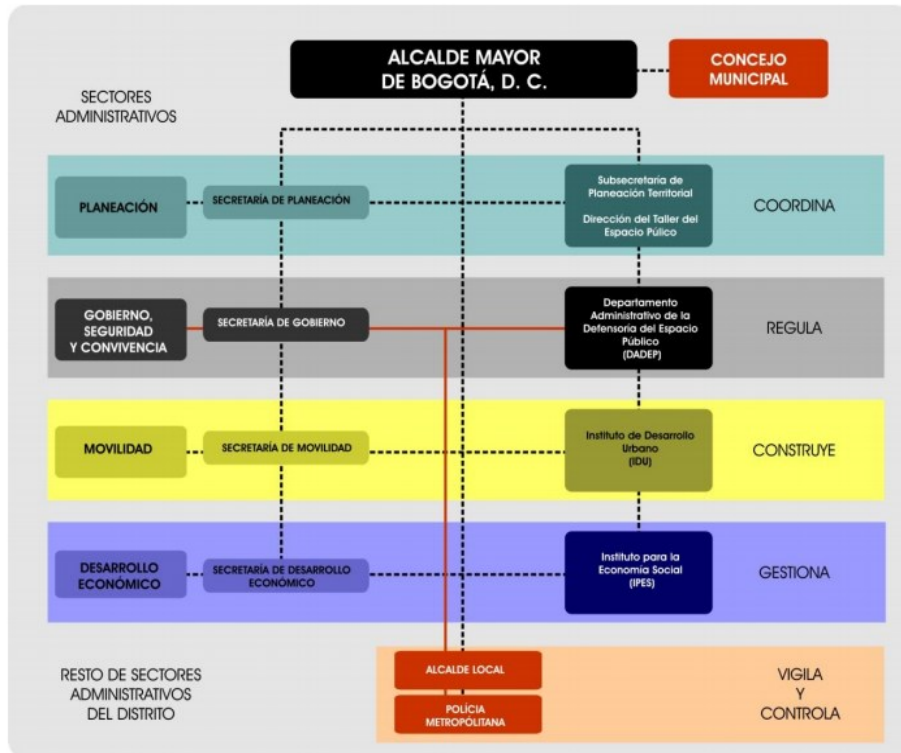 ALCALDE MAYOR
DE BOGOTÁ, D. C.
CONCEJO
MUNICIPAL
SECTORES
ADMINISTRATIVOS
PLANEACIÓN
SECRETARÍA DE PLANEACIÓN
Subsecretaría de
Planeación Territorial
Dirección del Taller del
Espacio Púlico
COORDINA
GOBIERNO,
SEGURIDAD
Y CONVIVENCIA
SECRETARÍA DE GOBIERNO
Departamento
Administrativo de la
Defensoría del Espacio
Público
(DADEP)
REGULA
MOVILIDAD
SECRETARÍA DE MOVILIDAD
Instituto de Desarrollo
Urbano
(IDU)
CONSTRUYE
DESARROLLO
ECONÓMICO
SECRETARÍA DE DESARROLLO
ECONÓMICO
Instituto para la
Economía Social
(IPES)
GESTIONA
RESTO DE SECTORES
ADMINISTRATIVOS
DEL DISTRITO
ALCALDE LOCAL
POLÍCIA
METROPÓLITANA
VIGILA
Y
CONTROLA